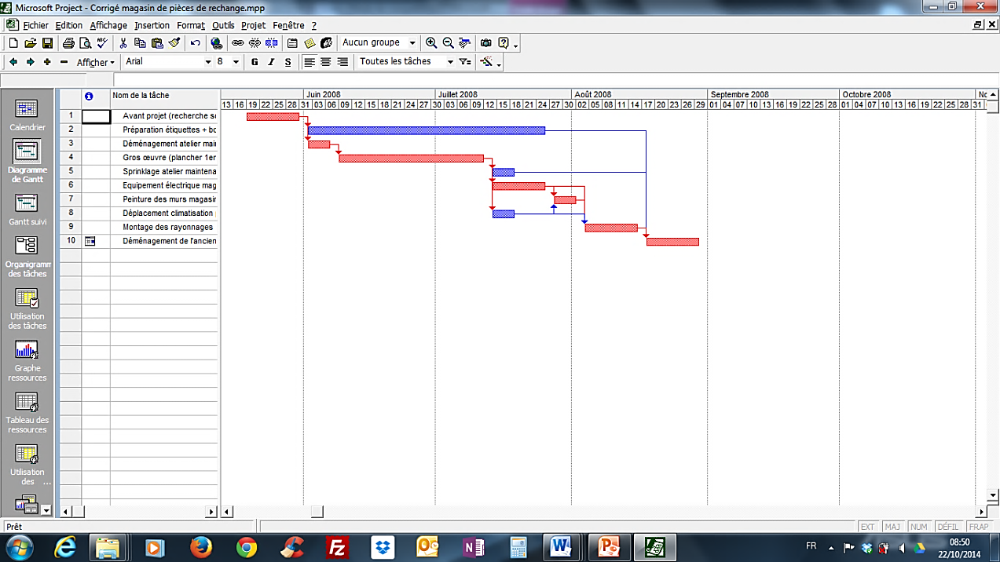 Microsoft Project - Corrigé magasin de pièces de rechange.mpp
Fichier Edition Affichage Insertion Format Outils Projet Fenêtre ?
Aucun groupe
Afficher Arial 8 G I S Toutes les tâches
Nom de la tâche
Juin 2008 Juillet 2008 Août 2008 Septembre 2008 Octobre 2008 No
13 16 19 22 25 28 31 03 06 09 12 15 18 21 24 27 30 03 06 09 12 15 18 21 24 27 30 02 05 08 11 14 17 20 23 26 29 01 04 07 10 13 16 19 22 25 28 01 04 07 10 13 16 19 22 25 28 31
1 Avant projet (recherche se
2 Préparation étiquettes + bo
3 Déménagement atelier mai
4 Gros œuvre (plancher 1er
5 Sprinklage atelier maintena
6 Equipement électrique mag
7 Peinture des murs magasin
8 Déplacement climatisation
9 Montage des rayonnages
10 Déménagement de l'ancien
Calendrier
Diagramme
de Gantt
Gantt suivi
Organigramm
des tâches
Utilisation
des tâches
Graphe
ressources
Tableau des
ressources
Utilisation
des ...
Prêt
EXT MAJ NUM DÉFIL FRAP
FR
08:50
22/10/2014